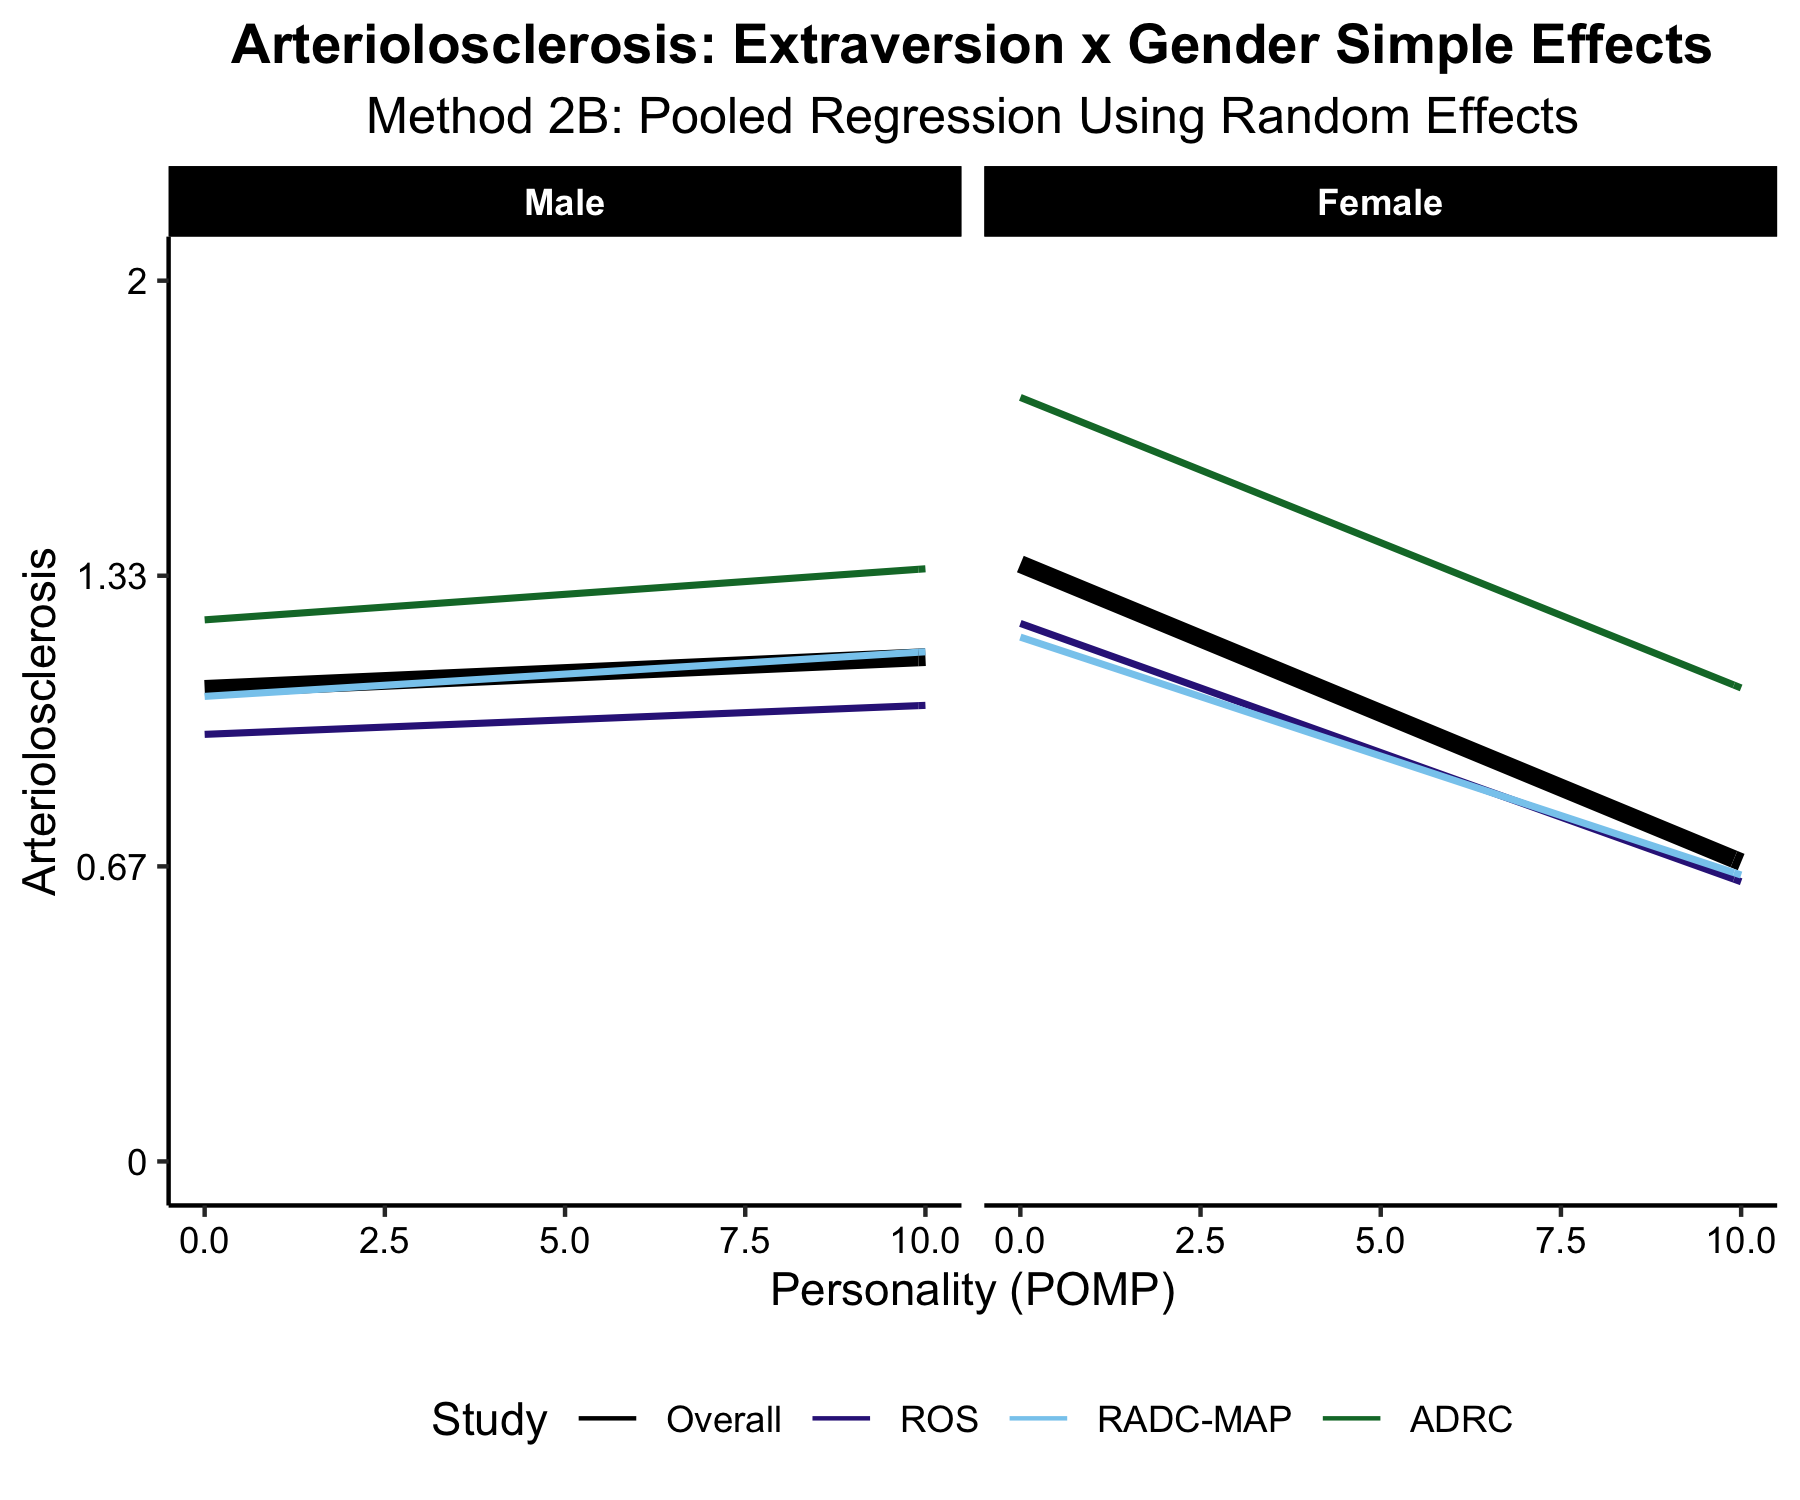 Arteriolosclerosis: Extraversion x Gender Simple Effects
Method 2B: Pooled Regression Using Random Effects
Male Female
Arteriolosclerosis
2
1.33
0.67
0
0.0 2.5 5.0 7.5 10.0 0.0 2.5 5.0 7.5 10.0
Personality (POMP)
Study Overall ROS RADC-MAP ADRC